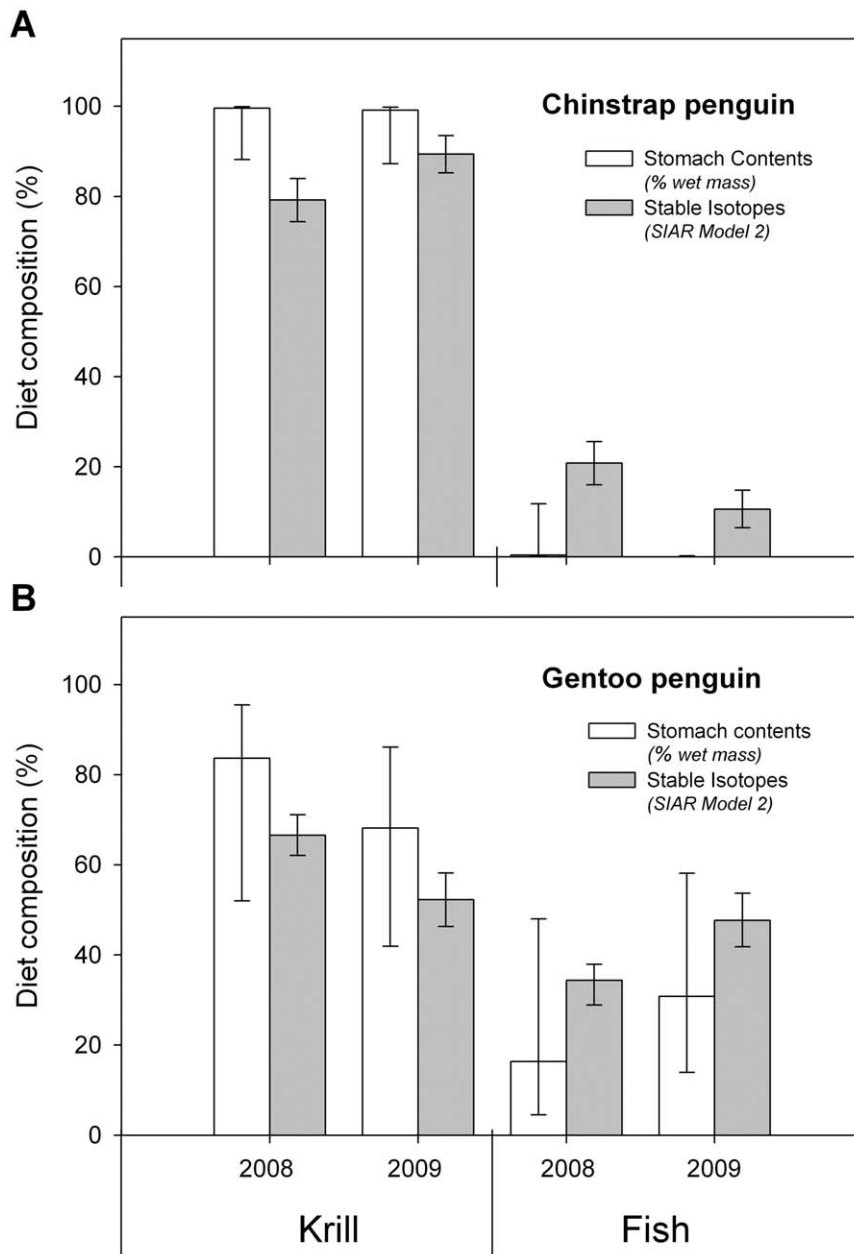 A
Diet composition (%)
100
80
60
40
20
0
Chinstrap penguin
Stomach Contents
(% wet mass)
Stable Isotopes
(SIAR Model 2)
B
Diet composition (%)
100
80
60
40
20
0
Gentoo penguin
Stomach contents
(% wet mass)
Stable Isotopes
(SIAR Model 2)
2008 2009 2008 2009
Krill Fish